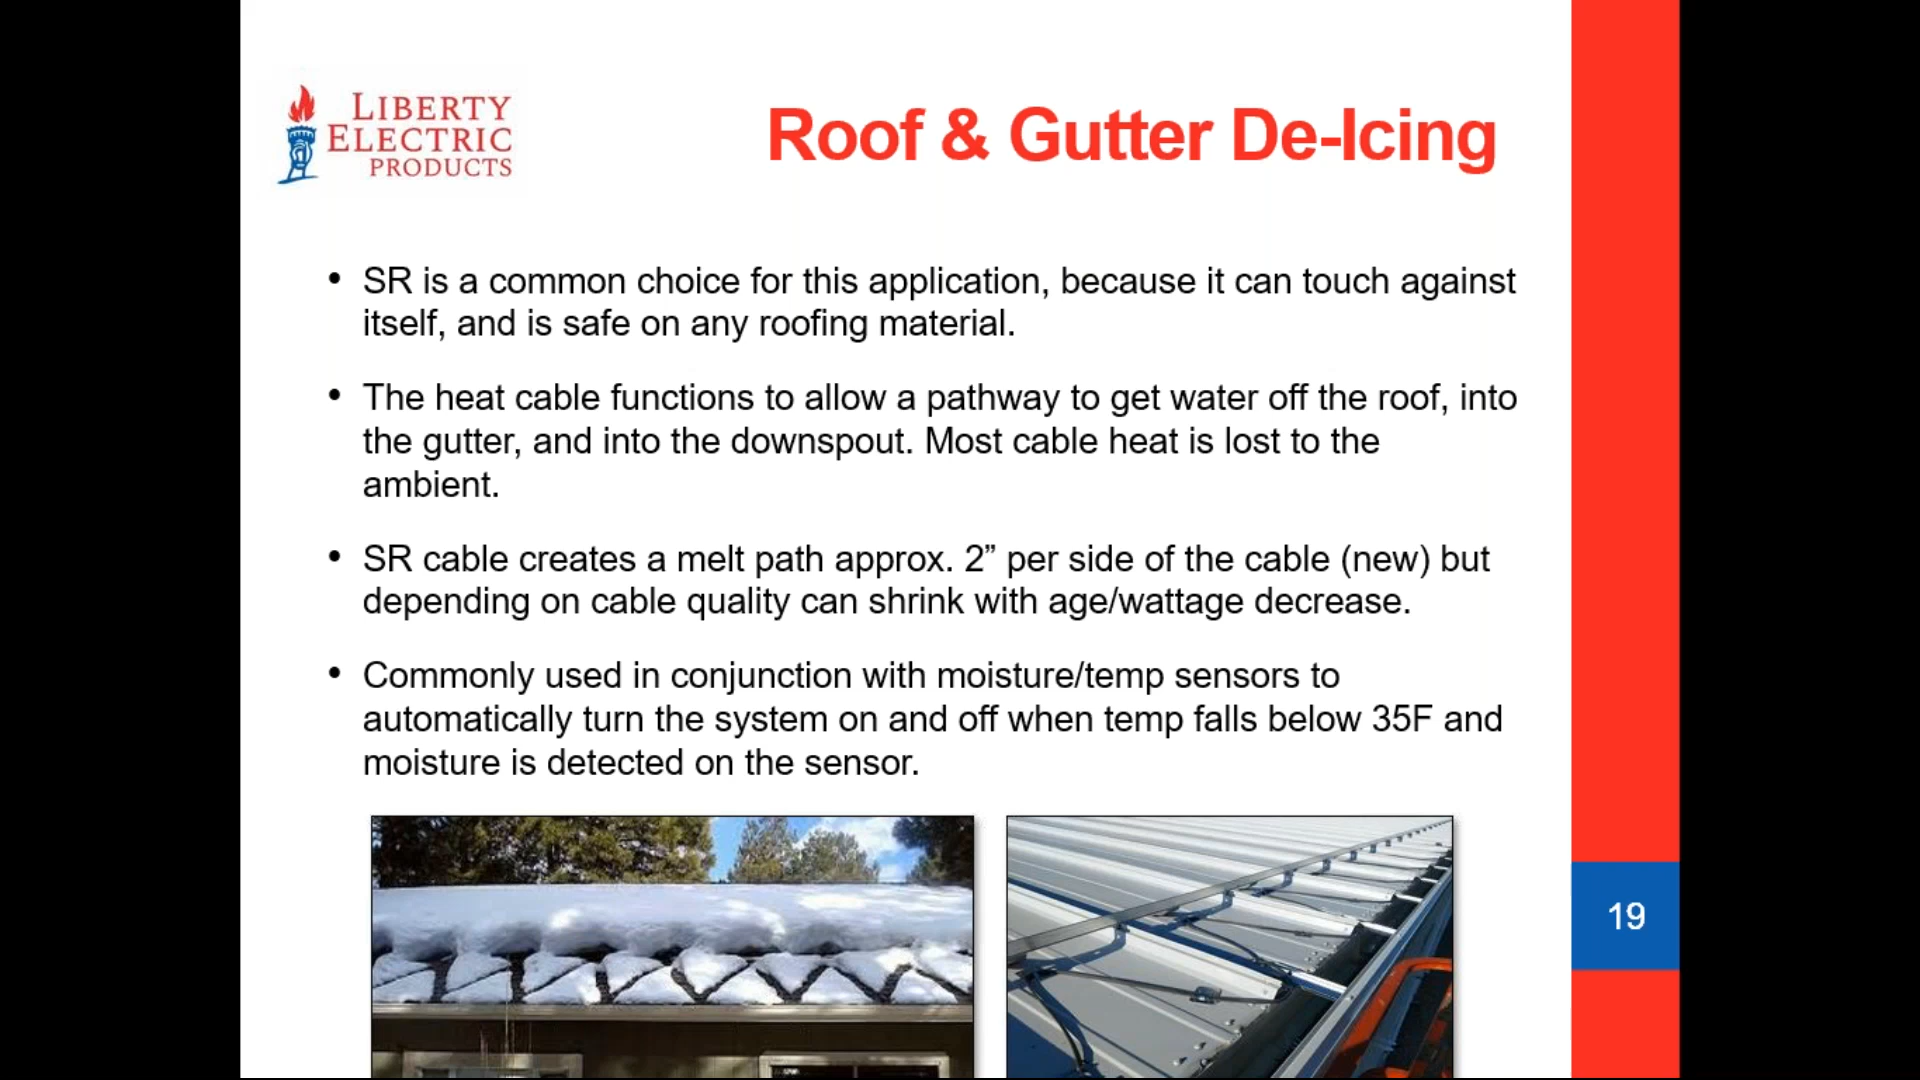 LIBERTY
ELECTRIC
PRODUCTS
Roof & Gutter De-Icing
• SR is a common choice for this application, because it can touch against
itself, and is safe on any roofing material.
• The heat cable functions to allow a pathway to get water off the roof, into
the gutter, and into the downspout. Most cable heat is lost to the
ambient.
• SR cable creates a melt path approx. 2” per side of the cable (new) but
depending on cable quality can shrink with age/wattage decrease.
• Commonly used in conjunction with moisture/temp sensors to
automatically turn the system on and off when temp falls below 35F and
moisture is detected on the sensor.
19